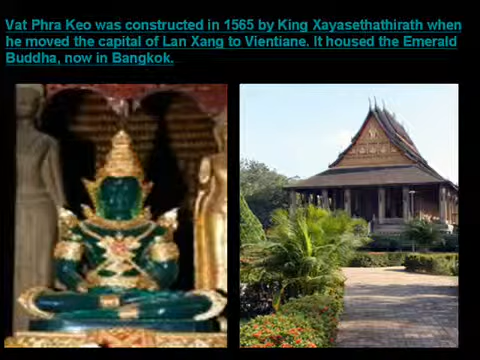 Vat Phra Keo was constructed in 1565 by King Xayasethathirath when
he moved the capital of Lan Xang to Vientiane. It housed the Emerald
Buddha, now in Bangkok.